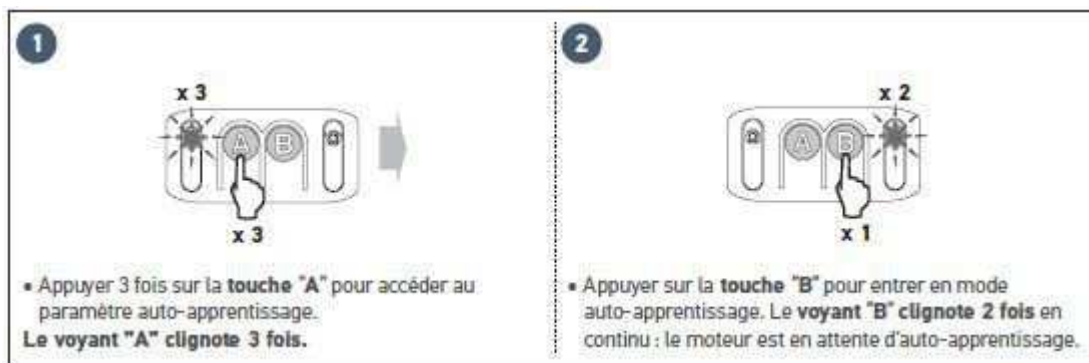 1
x 3
A B
x 3
• Appuyer 3 fois sur la touche "A" pour accéder au
paramètre auto-apprentissage.
Le voyant "A" clignote 3 fois.
2
x 2
A B
x 1
• Appuyer sur la touche "B" pour entrer en mode
auto-apprentissage. Le voyant "B" clignote 2 fois en
continu : le moteur est en attente d'auto-apprentissage.